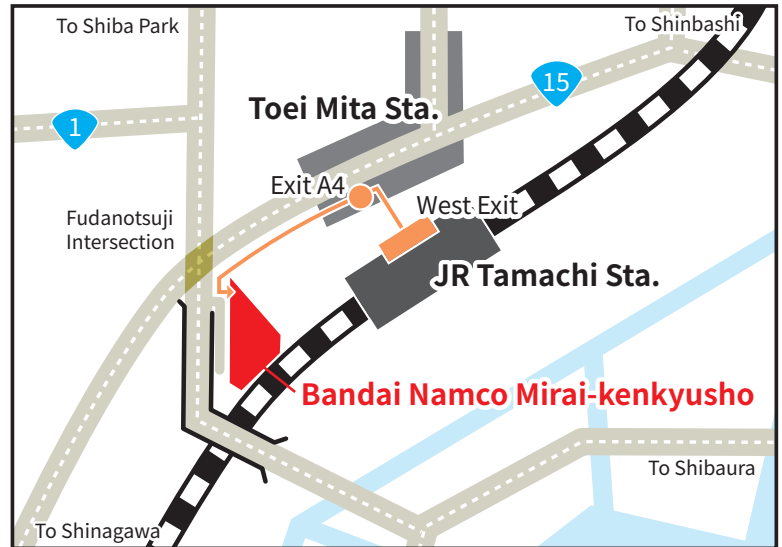 To Shiba Park
To Shinbashi
15
Toei Mita Sta.
1
Exit A4
West Exit
Fudanotsuji
Intersection
JR Tamachi Sta.
Bandai Namco Mirai-kenkyusho
To Shibaura
To Shinagawa